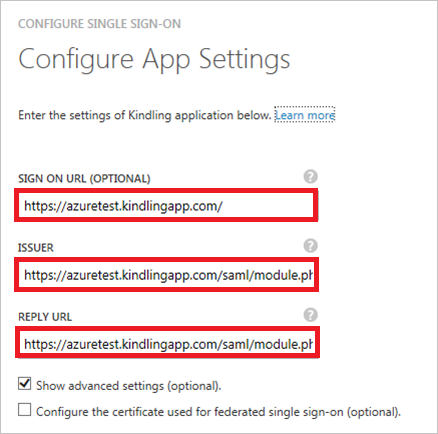 CONFIGURE SINGLE SIGN-ON
Configure App Settings
Enter the settings of Kindling application below. Learn more
SIGN ON URL (OPTIONAL) ?
https://azuretest.kindlingapp.com/
ISSUER ?
https://azuretest.kindlingapp.com/saml/module.ph
REPLY URL ?
https://azuretest.kindlingapp.com/saml/module.ph
Show advanced settings (optional).
Configure the certificate used for federated single sign-on (optional).